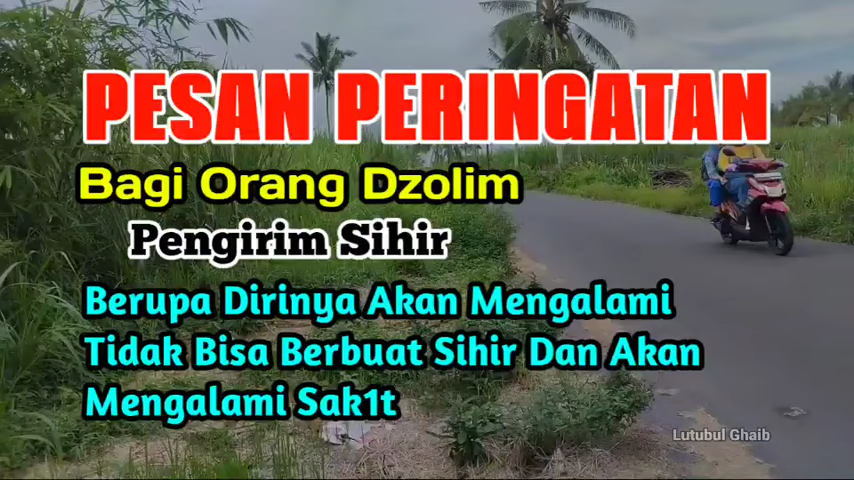 PESAN PERINGATAN
Bagi Orang Dzolim
Pengirim Sihir
Berupa Dirinya Akan Mengalami
Tidak Bisa Berbuat Sihir Dan Akan
Mengalami Sak1t
Lutubul Ghaib